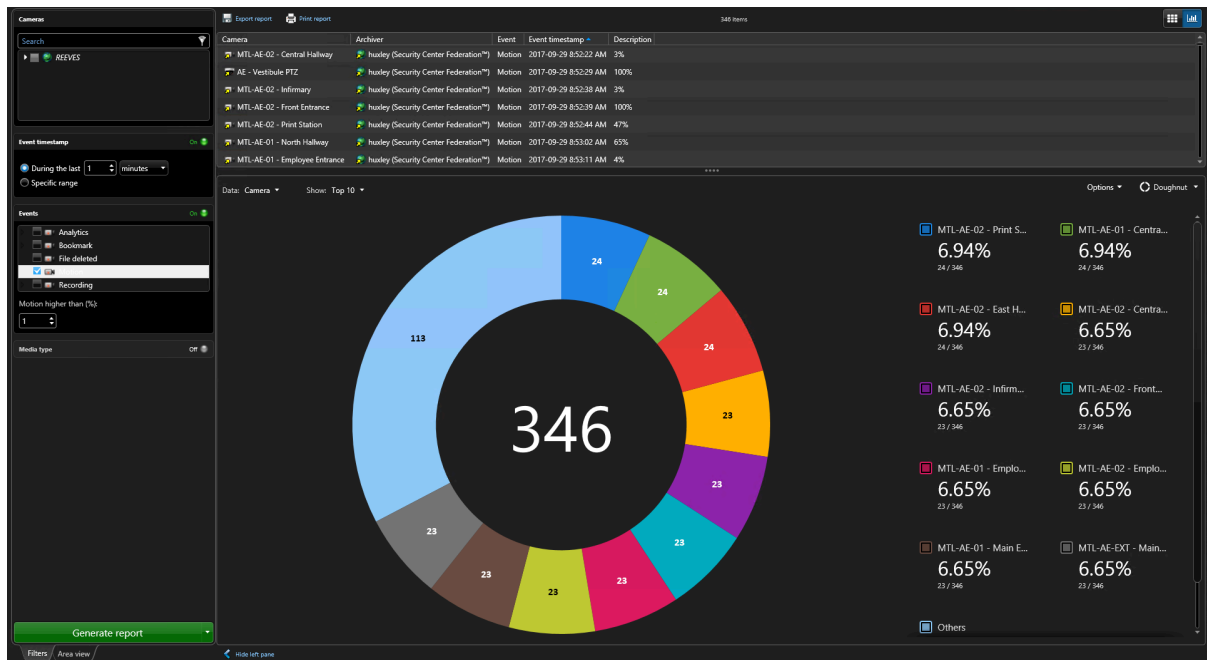 Cameras
Search
REEVES
Event timestamp On
During the last 1 minutes
Specific range
Events On
Analytics
Bookmark
File deleted
Recording
Motion higher than (%):
1
Media type Off
Generate report
Filters Area view
Export report Print report 346 items
Camera Archiver Event Event timestamp Description
MTL-AE-02 - Central Hallway huxley (Security Center Federation™) Motion 2017-09-29 8:52:22 AM 3%
AE - Vestibule PTZ huxley (Security Center Federation™) Motion 2017-09-29 8:52:29 AM 100%
MTL-AE-02 - Infirmary huxley (Security Center Federation™) Motion 2017-09-29 8:52:38 AM 3%
MTL-AE-02 - Front Entrance huxley (Security Center Federation™) Motion 2017-09-29 8:52:39 AM 100%
MTL-AE-02 - Print Station huxley (Security Center Federation™) Motion 2017-09-29 8:52:44 AM 47%
MTL-AE-01 - North Hallway huxley (Security Center Federation™) Motion 2017-09-29 8:53:02 AM 65%
MTL-AE-01 - Employee Entrance huxley (Security Center Federation™) Motion 2017-09-29 8:53:11 AM 4%
Data: Camera Show: Top 10 Options Doughnut
24
24
24
23
23
23
23
23
23
23
113
346
MTL-AE-02 - Print S... MTL-AE-01 - Centra...
6.94% 6.94%
24 / 346 24 / 346
MTL-AE-02 - East H... MTL-AE-02 - Centra...
6.94% 6.65%
24 / 346 23 / 346
MTL-AE-02 - Infirm... MTL-AE-02 - Front...
6.65% 6.65%
23 / 346 23 / 346
MTL-AE-01 - Emplo... MTL-AE-02 - Emplo...
6.65% 6.65%
23 / 346 23 / 346
MTL-AE-01 - Main E... MTL-AE-EXT - Main...
6.65% 6.65%
23 / 346 23 / 346
Others
Hide left pane